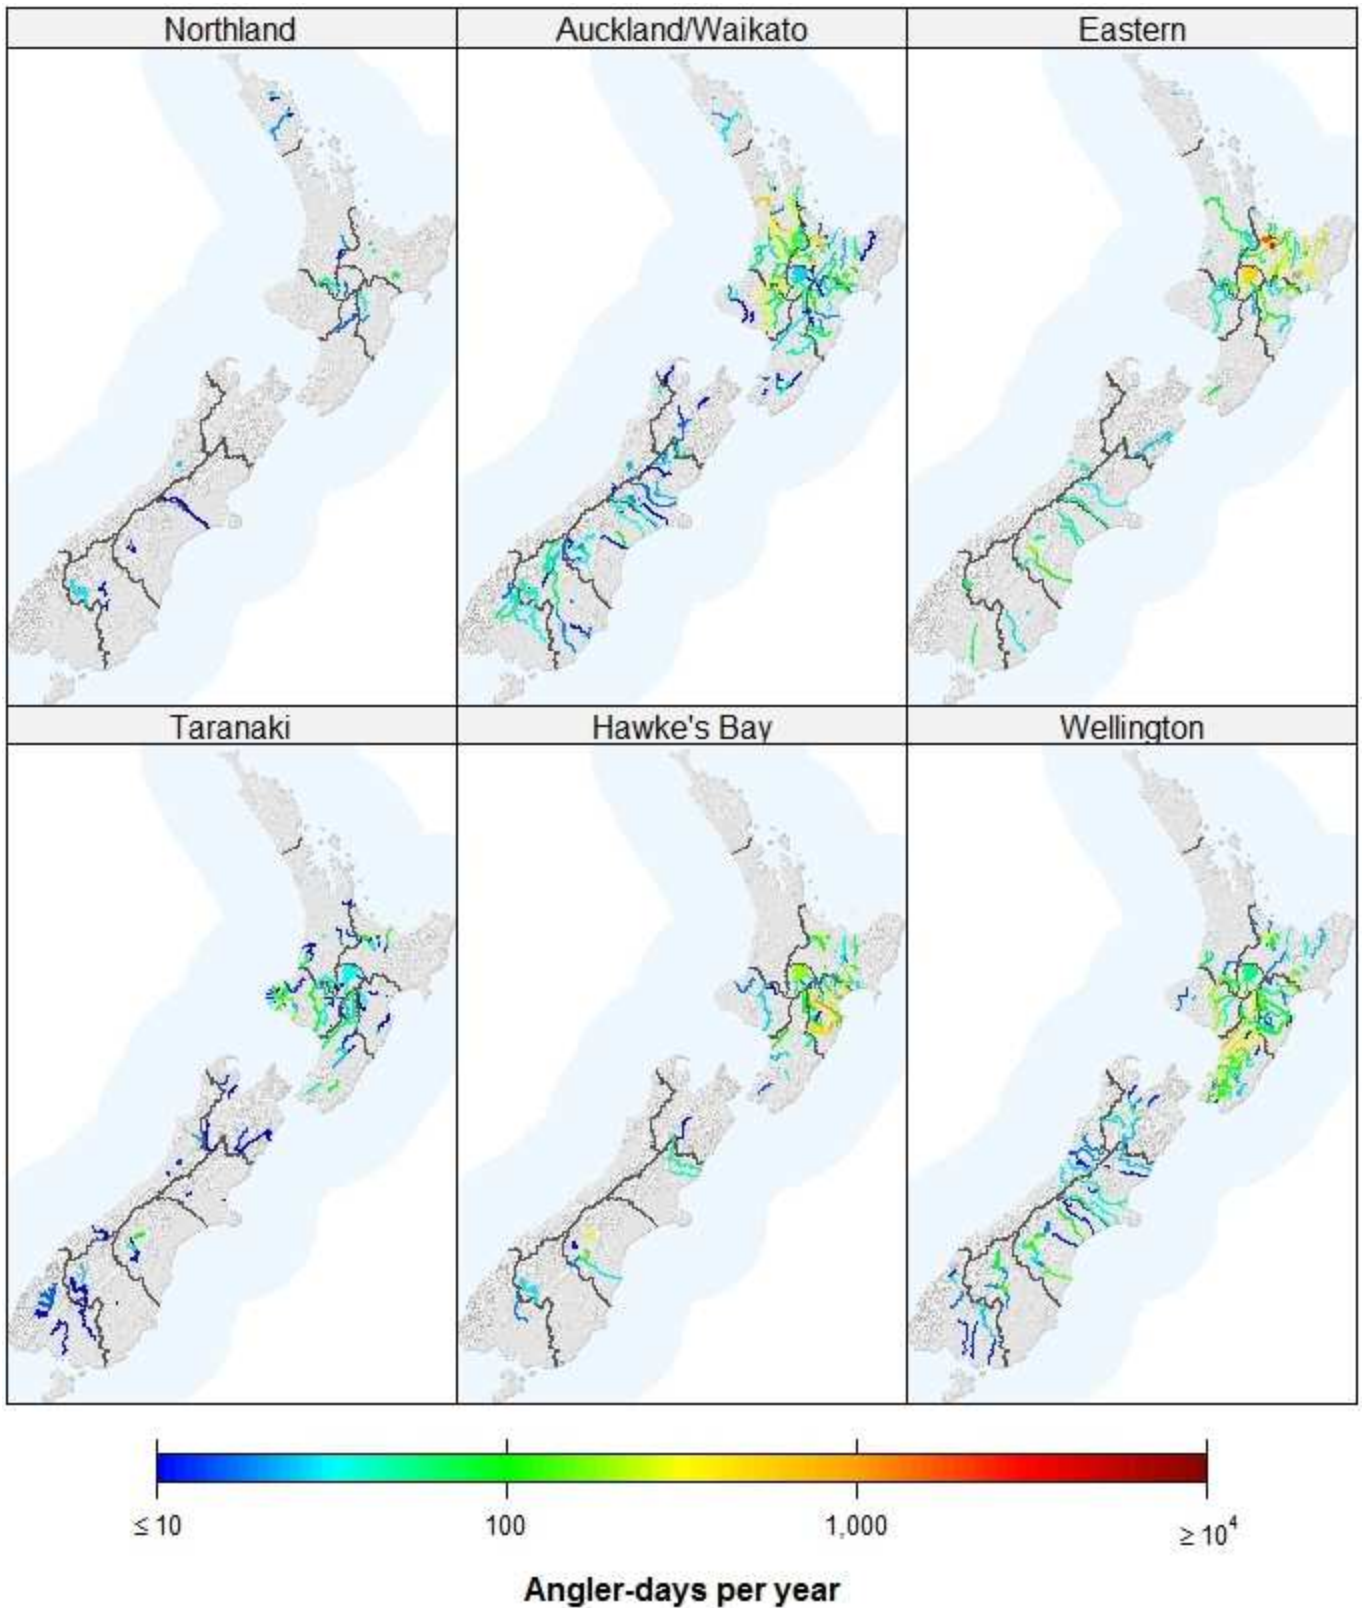 Northland Auckland/Waikato Eastern
Taranaki Hawke's Bay Wellington
≤ 10 100 1,000 ≥ 10⁴
Angler-days per year